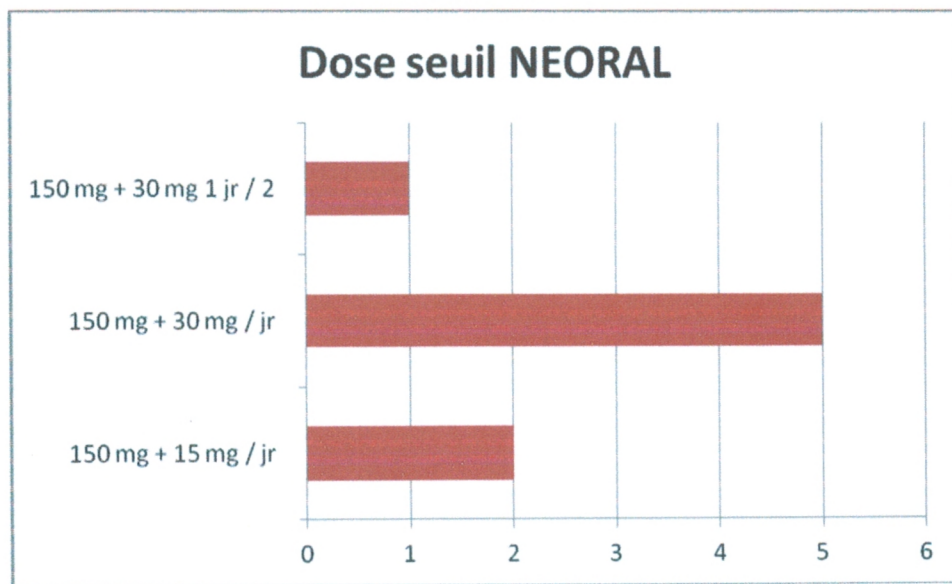 Dose seuil NEORAL
150 mg + 30 mg 1 jr / 2
150 mg + 30 mg / jr
150 mg + 15 mg / jr
0 1 2 3 4 5 6